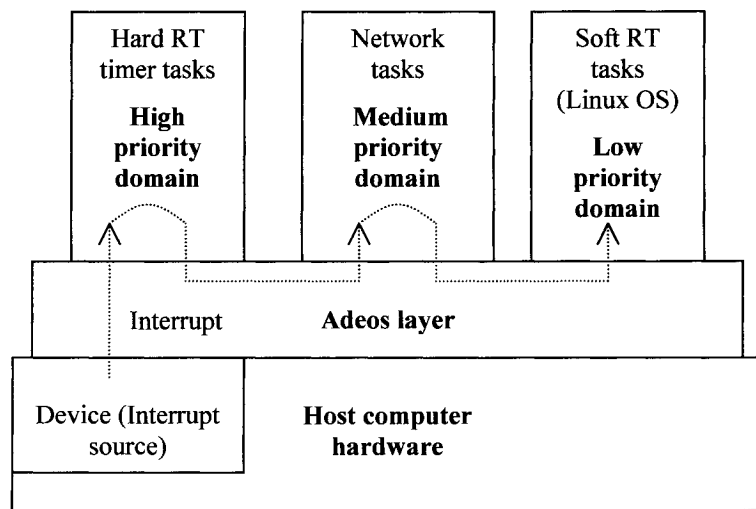 Hard RT
timer tasks
High
priority
domain
Network
tasks
Medium
priority
domain
Soft RT
tasks
(Linux OS)
Low
priority
domain
Interrupt
Adeos layer
Device (Interrupt
source)
Host computer
hardware